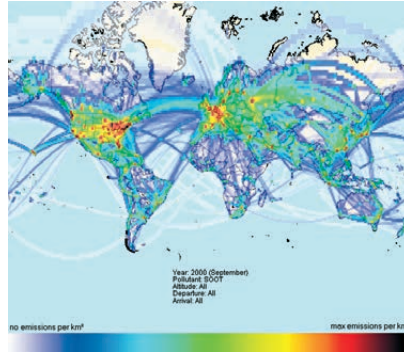 Year: 2000 (September)
Pollutant: SOOT
Altitude: All
Departure: All
Arrival: All
no emissions per km²
max emissions per km